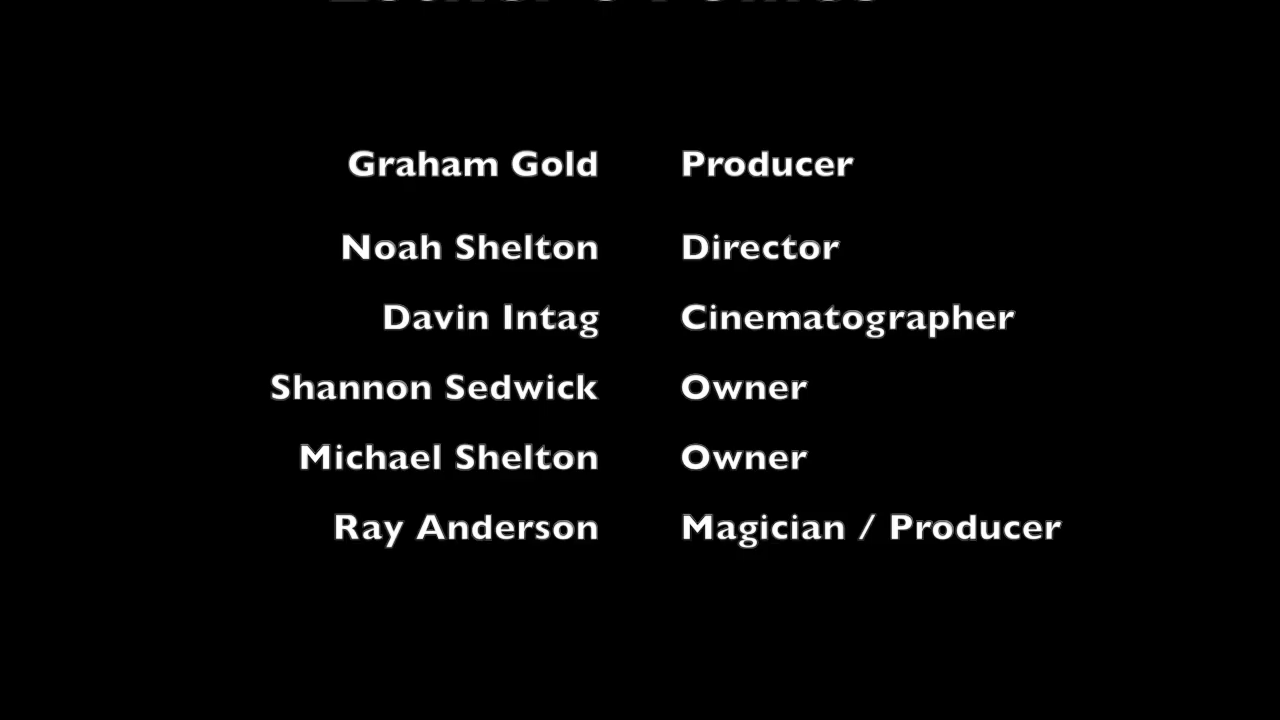 Graham Gold Producer
Noah Shelton Director
Davin Intag Cinematographer
Shannon Sedwick Owner
Michael Shelton Owner
Ray Anderson Magician / Producer